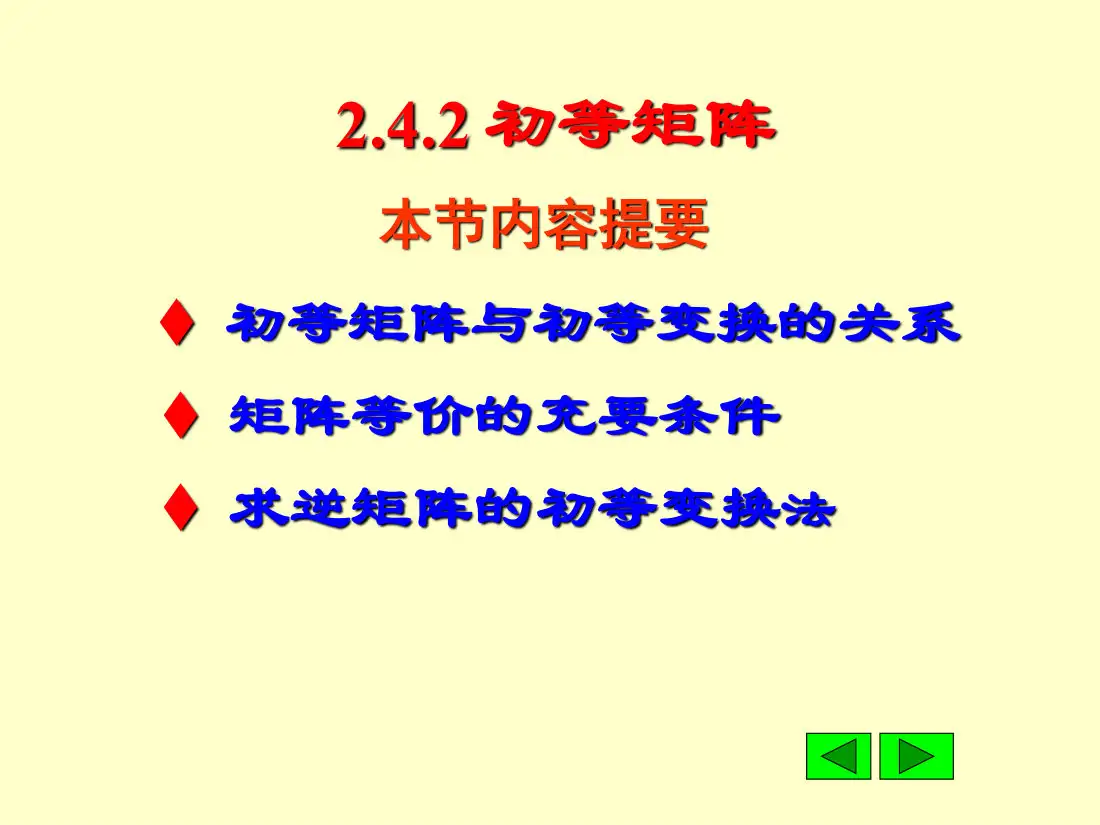 2.4.2 初等矩阵
本节内容提要
初等矩阵与初等变换的关系
矩阵等价的充要条件
求逆矩阵的初等变换法